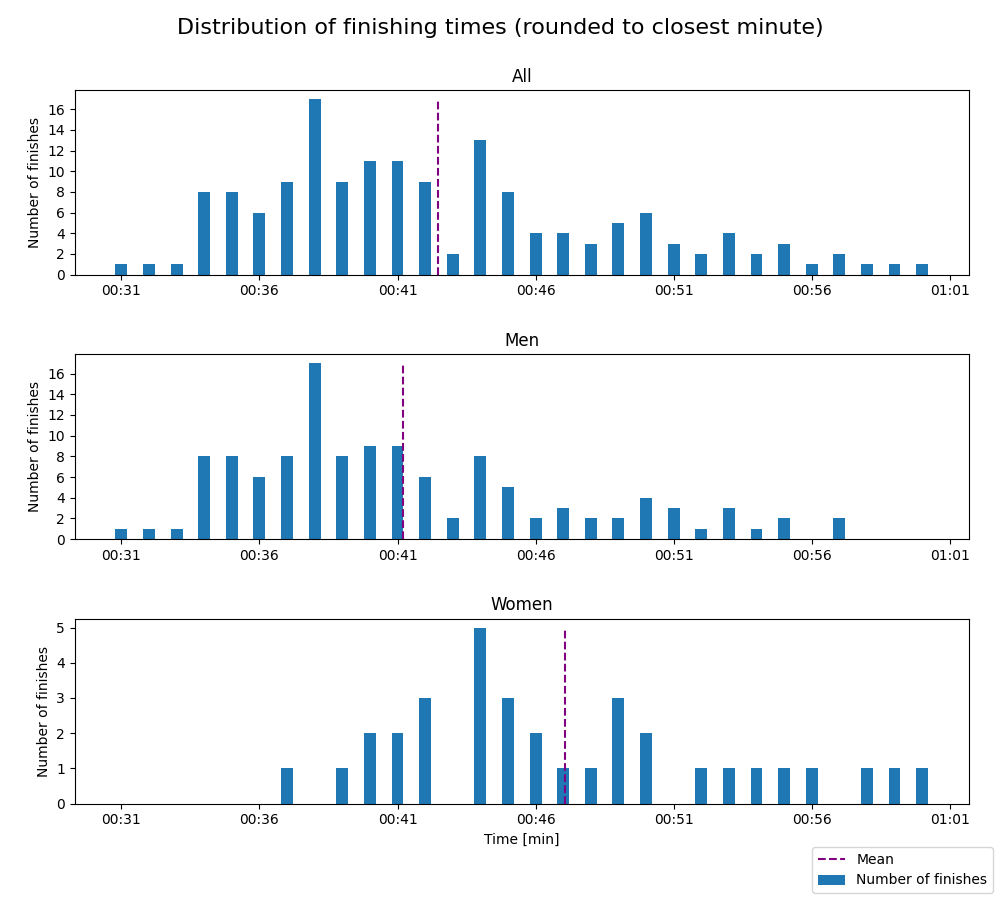 Distribution of finishing times (rounded to closest minute)
All
Number of finishes
16
14
12
10
8
6
4
2
0
00:31 00:36 00:41 00:46 00:51 00:56 01:01
Men
Number of finishes
16
14
12
10
8
6
4
2
0
00:31 00:36 00:41 00:46 00:51 00:56 01:01
Women
Number of finishes
5
4
3
2
1
0
00:31 00:36 00:41 00:46 00:51 00:56 01:01
Time [min]
Mean
Number of finishes